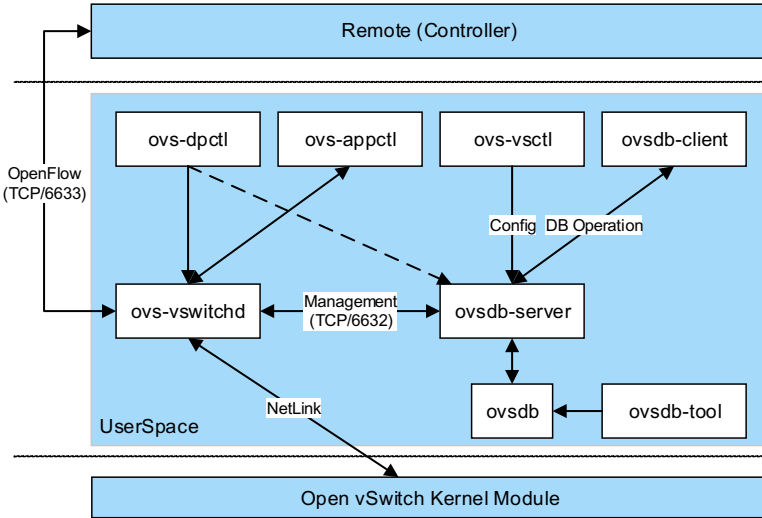 Remote (Controller)
ovs-dpctl
ovs-appctl
ovs-vsctl
ovsdb-client
OpenFlow
(TCP/6633)
Config
DB Operation
ovs-vswitchd
Management
(TCP/6632)
ovsdb-server
NetLink
ovsdb
ovsdb-tool
UserSpace
Open vSwitch Kernel Module